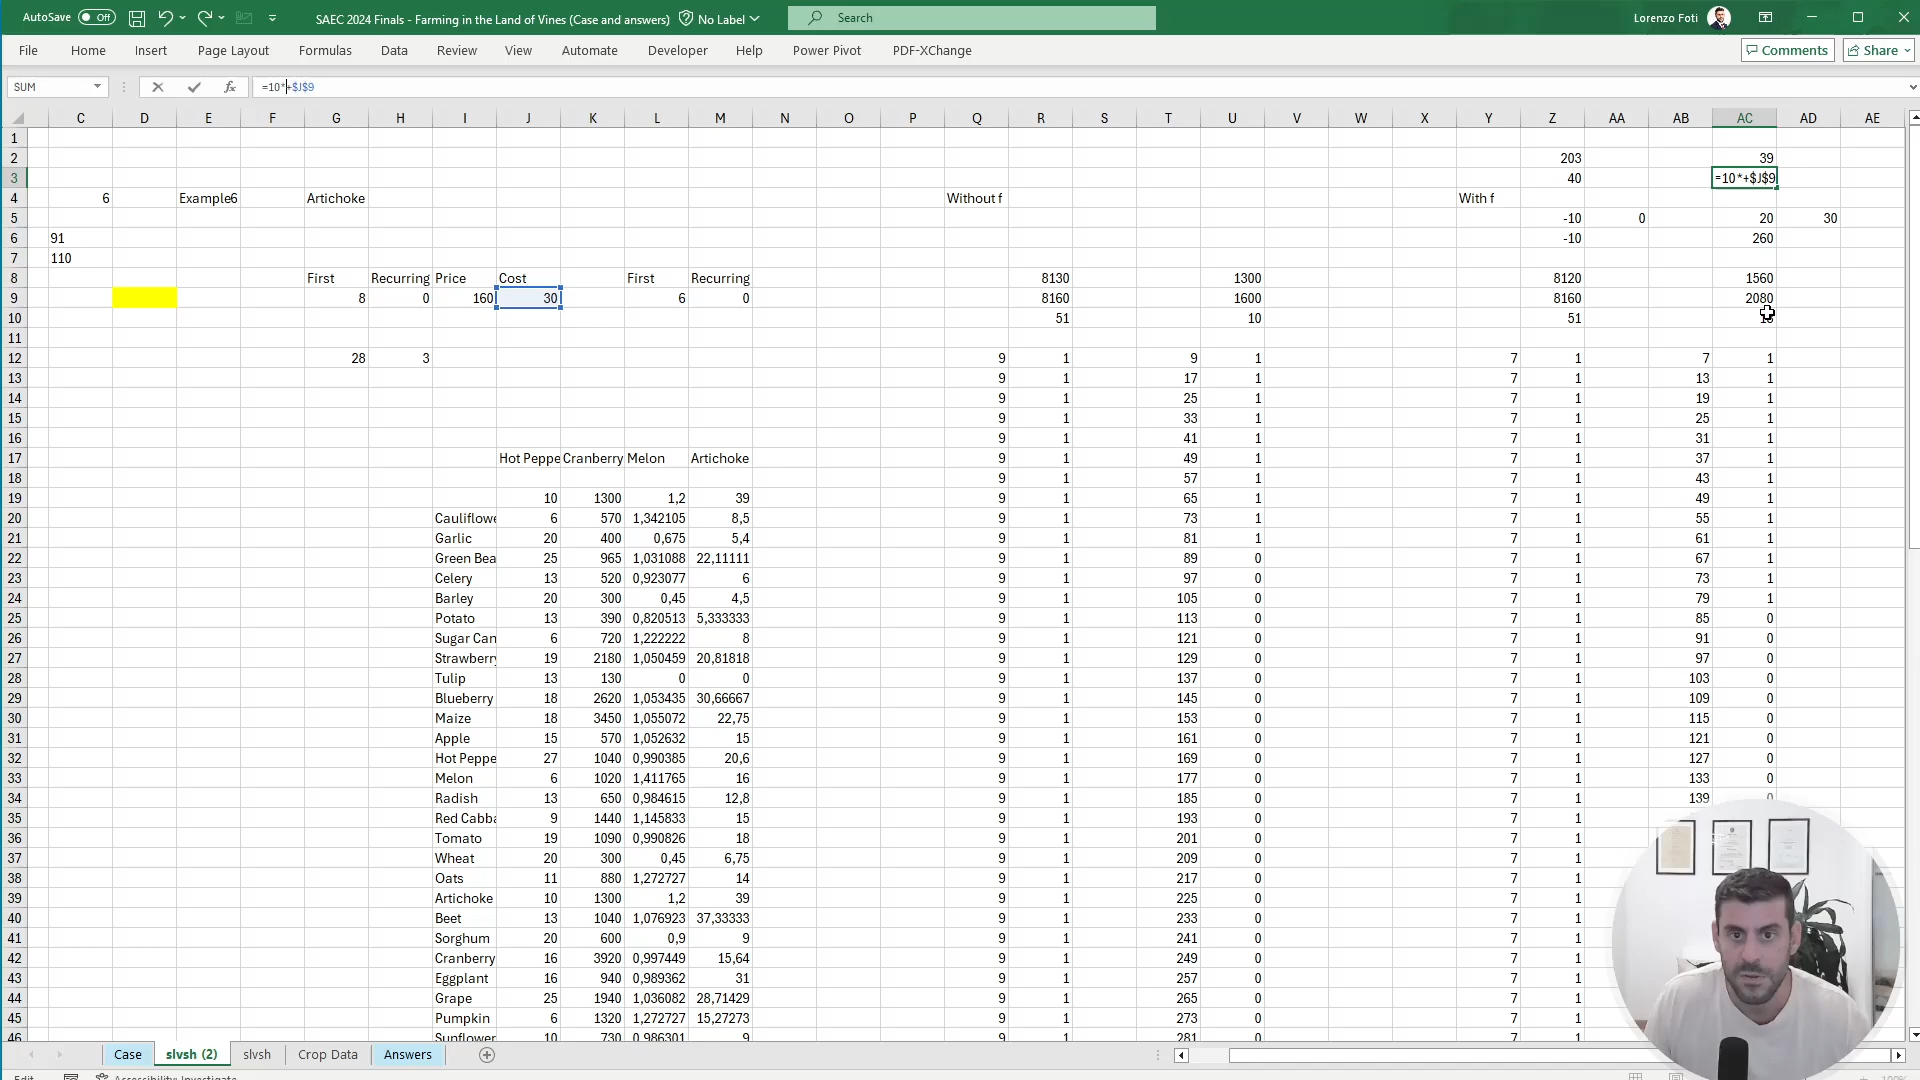 AutoSave Off SAEC 2024 Finals - Farming in the Land of Vines (Case and answers) No Label Search Lorenzo Foti
File Home Insert Page Layout Formulas Data Review View Automate Developer Help Power Pivot PDF-XChange Comments Share
SUM fx =10*+$J$9
C D E F G H I J K L M N O P Q R S T U V W X Y Z AA AB AC AD AE
1
2 203 39
3 40 =10*+$J$9
4 6 Example6 Artichoke Without f With f
5 -10 0 20 30
6 91 -10 260
7 110
8 First Recurring Price Cost First Recurring 8130 1300 8120 1560
9 8 0 160 30 6 0 8160 1600 8160 2080
10 51 10 51
11
12 28 3 9 1 9 1 7 1 7 1
13 9 1 17 1 7 1 13 1
14 9 1 25 1 7 1 19 1
15 9 1 33 1 7 1 25 1
16 9 1 41 1 7 1 31 1
17 Hot Peppe Cranberry Melon Artichoke 9 1 49 1 7 1 37 1
18 9 1 57 1 7 1 43 1
19 10 1300 1,2 39 9 1 65 1 7 1 49 1
20 Cauliflowe 6 570 1,342105 8,5 9 1 73 1 7 1 55 1
21 Garlic 20 400 0,675 5,4 9 1 81 1 7 1 61 1
22 Green Bea 25 965 1,031088 22,11111 9 1 89 0 7 1 67 1
23 Celery 13 520 0,923077 6 9 1 97 0 7 1 73 1
24 Barley 20 300 0,45 4,5 9 1 105 0 7 1 79 1
25 Potato 13 390 0,820513 5,333333 9 1 113 0 7 1 85 0
26 Sugar Can 6 720 1,222222 8 9 1 121 0 7 1 91 0
27 Strawberry 19 2180 1,050459 20,81818 9 1 129 0 7 1 97 0
28 Tulip 13 130 0 0 9 1 137 0 7 1 103 0
29 Blueberry 18 2620 1,053435 30,66667 9 1 145 0 7 1 109 0
30 Maize 18 3450 1,055072 22,75 9 1 153 0 7 1 115 0
31 Apple 15 570 1,052632 15 9 1 161 0 7 1 121 0
32 Hot Peppe 27 1040 0,990385 20,6 9 1 169 0 7 1 127 0
33 Melon 6 1020 1,411765 16 9 1 177 0 7 1 133 0
34 Radish 13 650 0,984615 12,8 9 1 185 0 7 1 139 0
35 Red Cabba 9 1440 1,145833 15 9 1 193 0 7 1
36 Tomato 19 1090 0,990826 18 9 1 201 0 7 1
37 Wheat 20 300 0,45 6,75 9 1 209 0 7 1
38 Oats 11 880 1,272727 14 9 1 217 0 7 1
39 Artichoke 10 1300 1,2 39 9 1 225 0 7 1
40 Beet 13 1040 1,076923 37,33333 9 1 233 0 7 1
41 Sorghum 20 600 0,9 9 9 1 241 0 7 1
42 Cranberry 16 3920 0,997449 15,64 9 1 249 0 7 1
43 Eggplant 16 940 0,989362 31 9 1 257 0 7 1
44 Grape 25 1940 1,036082 28,71429 9 1 265 0 7 1
45 Pumpkin 6 1320 1,272727 15,27273 9 1 273 0 7 1
46 Sunflower 10 730 0,986301 9 9 1 281 0 7 1
Case slvsh (2) slvsh Crop Data Answers
Edit Accessibility: Investigate 100%